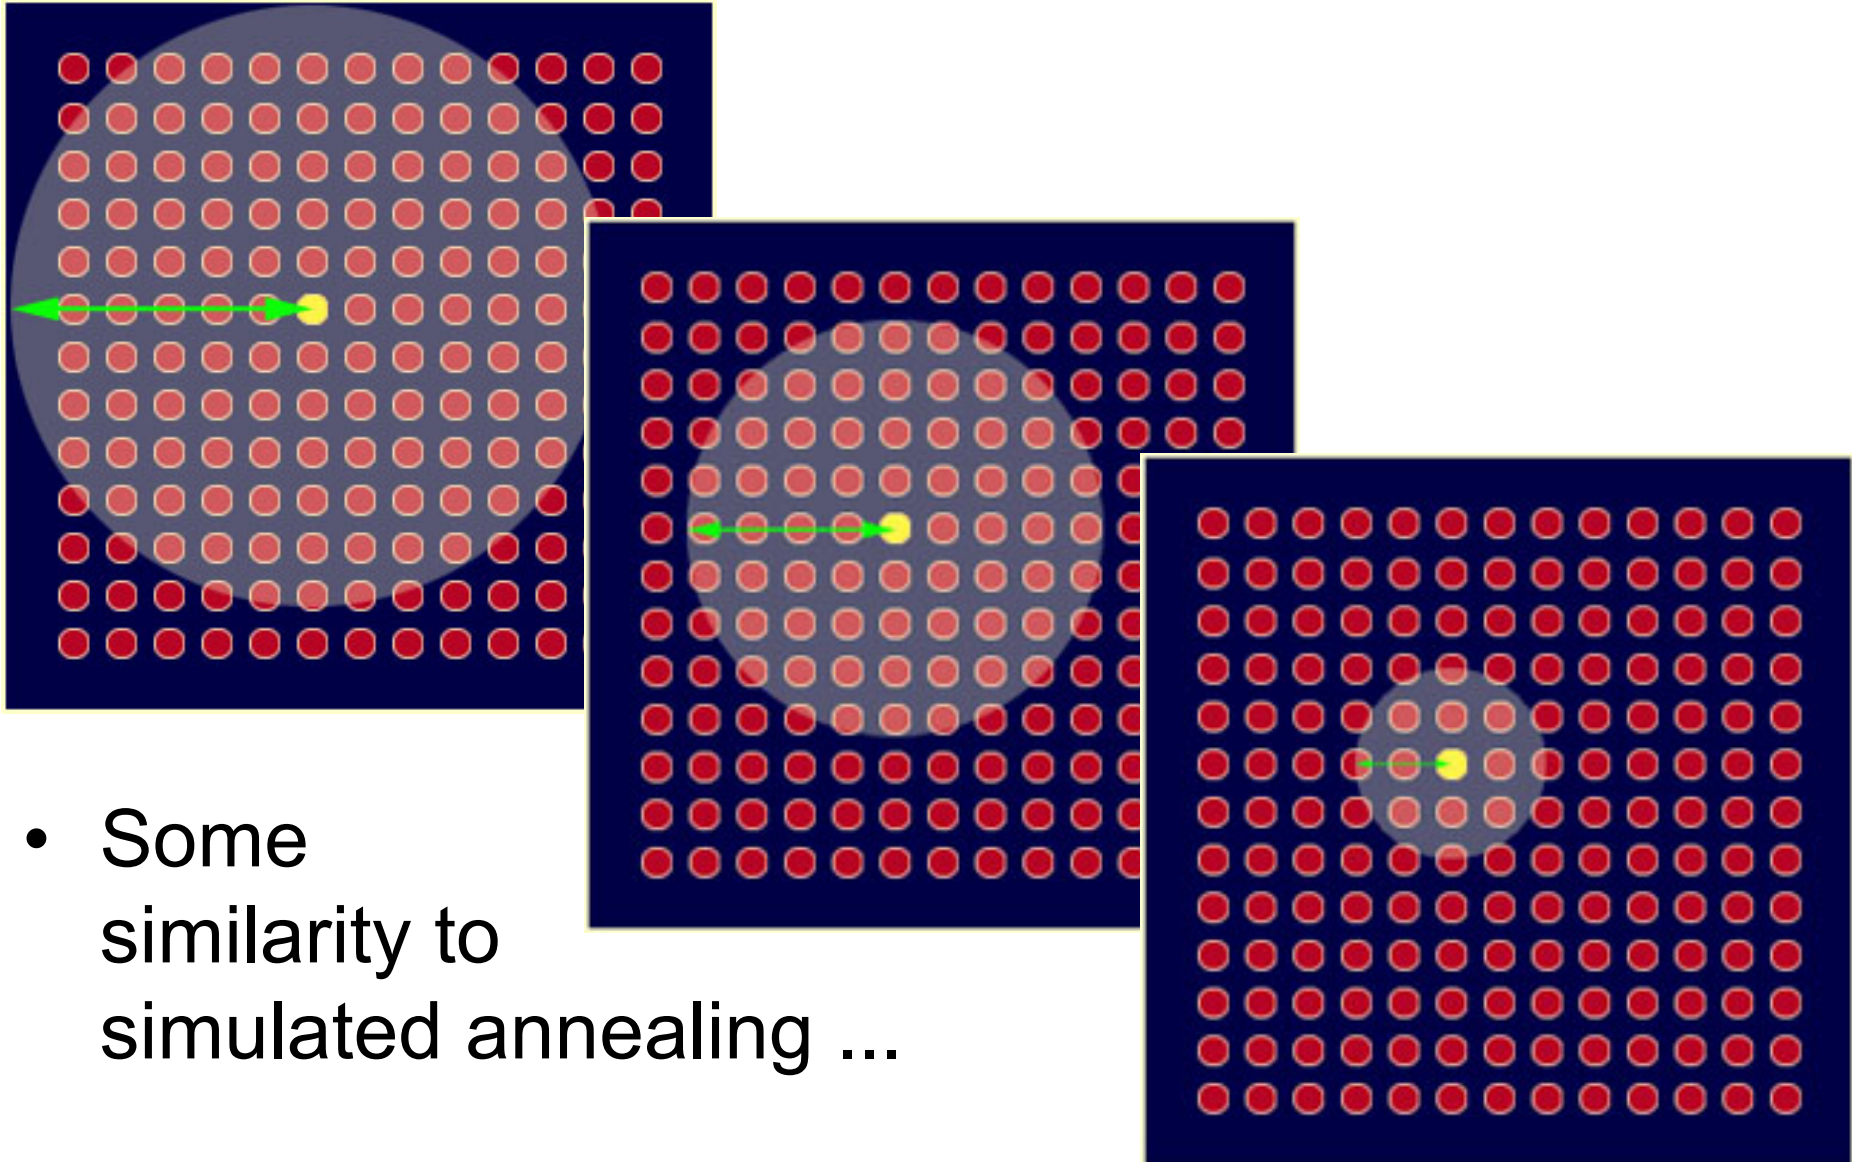 • Some
similarity to
simulated annealing ...